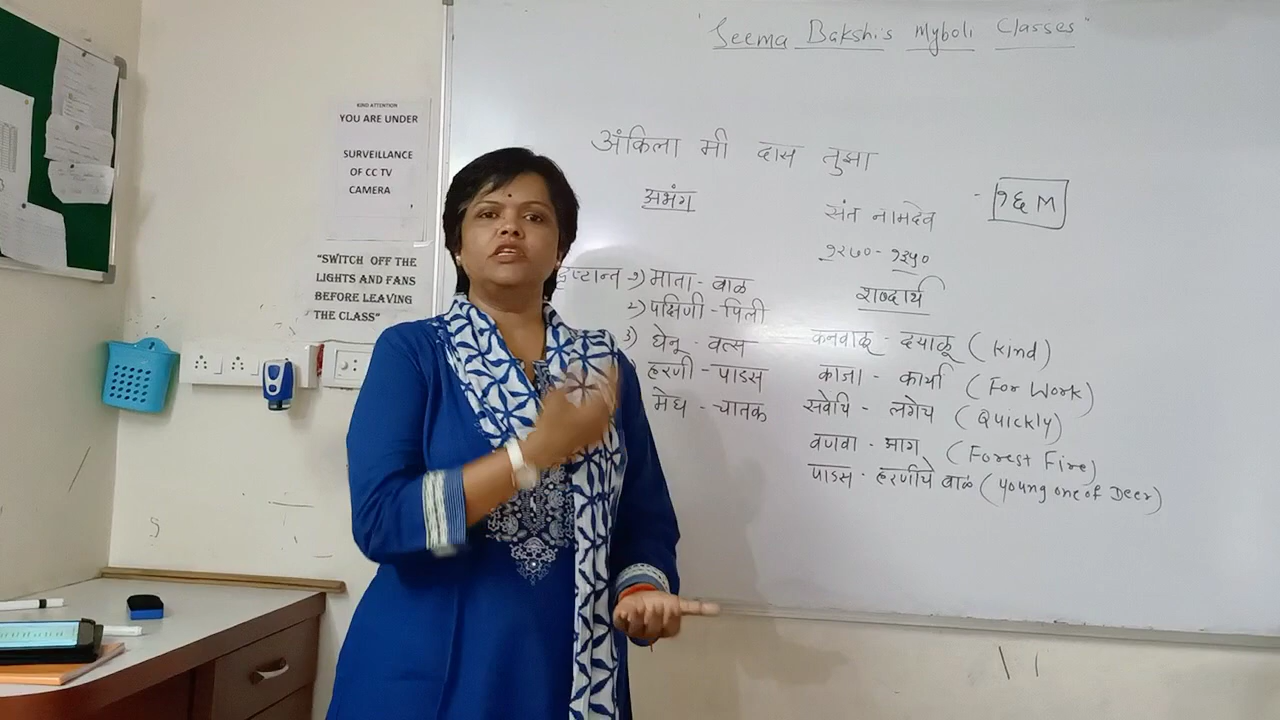 "Seema Bakshi's Myboli Classes"
अंकिला मी दास तुझा
अभंग
संत नामदेव
- १६ M
१२७० - १३५०
दृष्टान्त १) माता - बाळ
२) पक्षिणी - पिली
३) धेनू - वत्स
हरणी - पाडस
मेघ - चातक
शब्दार्थ
कनवाळू - दयाळू (Kind)
काजा - कार्या (For Work)
सवेचि - लगेच (Quickly)
वणवा - आग (Forest Fire)
पाडस - हरणीचे बाळ (Young one of Deer)
KIND ATTENTION
YOU ARE UNDER
SURVEILLANCE
OF CC TV
CAMERA
"SWITCH OFF THE
LIGHTS AND FANS
BEFORE LEAVING
THE CLASS"